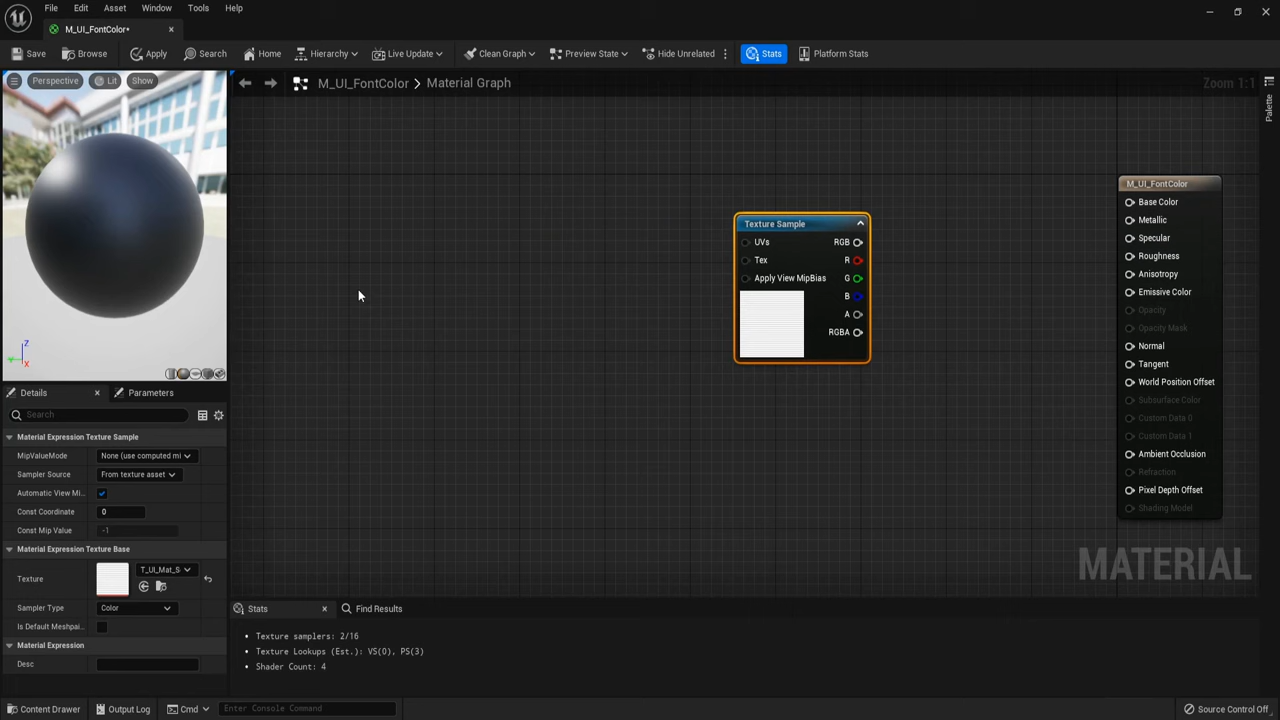 File Edit Asset Window Tools Help
M_UI_FontColor•
Save Browse Apply Search Home Hierarchy Live Update Clean Graph Preview State Hide Unrelated Stats Platform Stats
Perspective Lit Show
M_UI_FontColor > Material Graph
Zoom 1:1
Palette
Texture Sample
UVs RGB
Tex R
Apply View MipBias G
B
A
RGBA
M_UI_FontColor
Base Color
Metallic
Specular
Roughness
Anisotropy
Emissive Color
Opacity
Opacity Mask
Normal
Tangent
World Position Offset
Subsurface Color
Custom Data 0
Custom Data 1
Ambient Occlusion
Refraction
Pixel Depth Offset
Shading Model
MATERIAL
Z
Y
X
Details Parameters
Search
Material Expression Texture Sample
MipValueMode None (use computed mi
Sampler Source From texture asset
Automatic View Mi...
Const Coordinate 0
Const Mip Value -1
Material Expression Texture Base
Texture T_UI_Mat_S
Sampler Type Color
Is Default Meshpai...
Material Expression
Desc
Stats Find Results
Texture samplers: 2/16
Texture Lookups (Est.): VS(0), PS(3)
Shader Count: 4
Content Drawer Output Log Cmd Enter Console Command Source Control Off